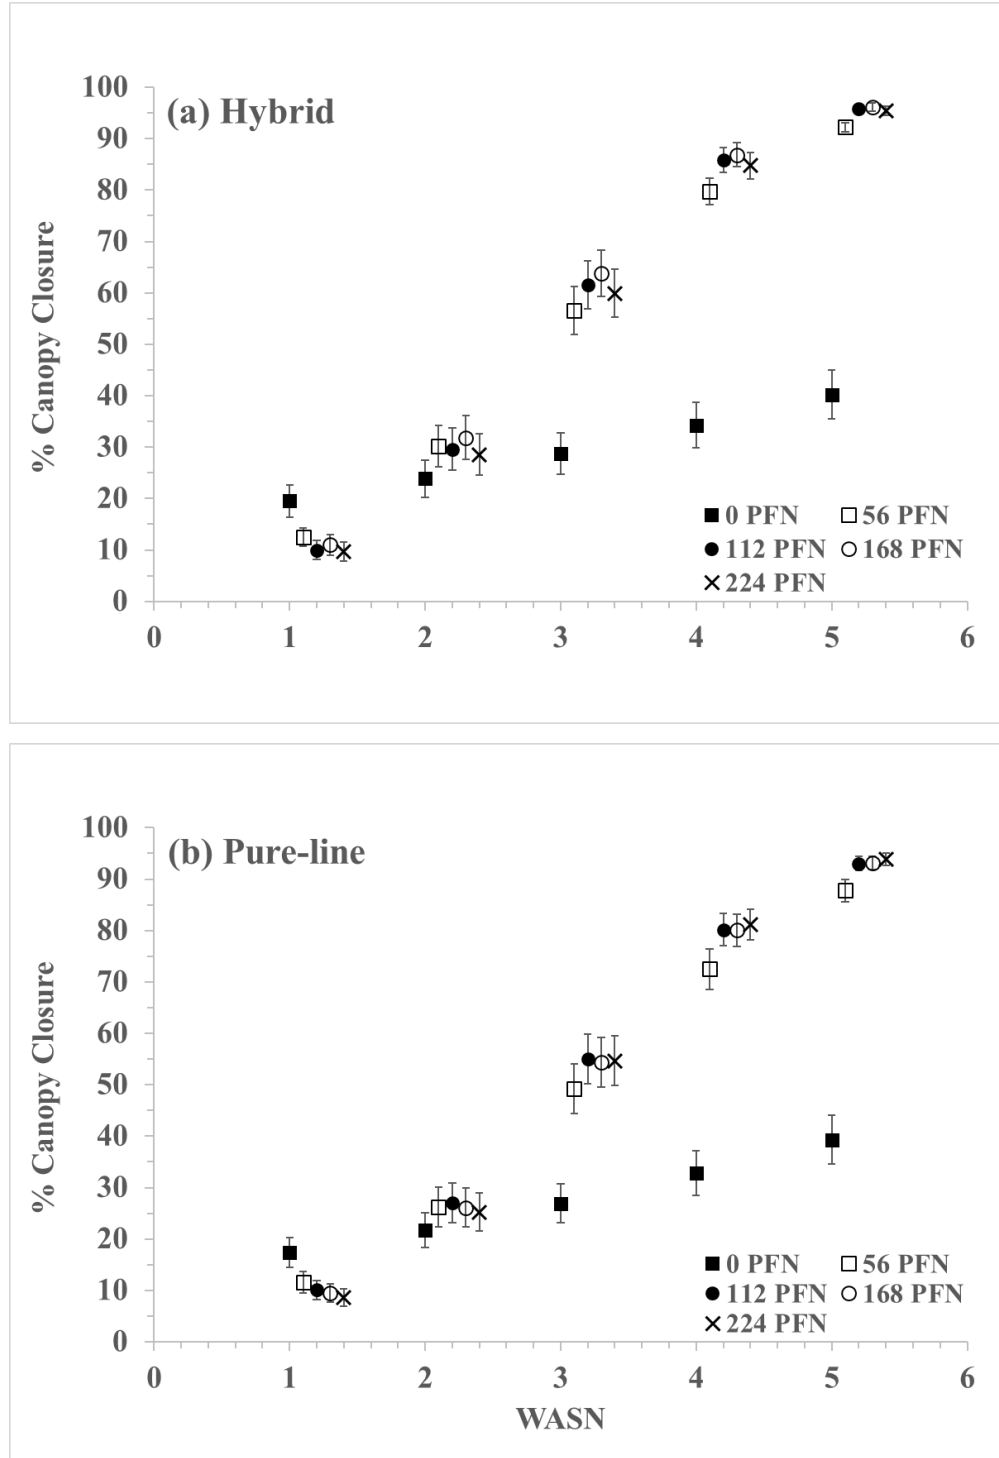 (a) Hybrid
% Canopy Closure
100
90
80
70
60
50
40
30
20
10
0
0 1 2 3 4 5 6
0 PFN 56 PFN
112 PFN 168 PFN
224 PFN
(b) Pure-line
% Canopy Closure
100
90
80
70
60
50
40
30
20
10
0
0 1 2 3 4 5 6
0 PFN 56 PFN
112 PFN 168 PFN
224 PFN
WASN